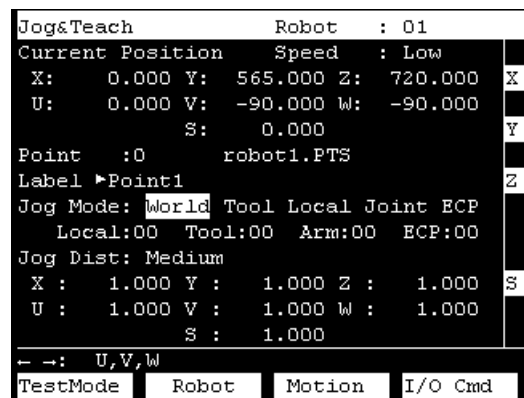 Jog&Teach Robot : 01
Current Position Speed : Low
X: 0.000 Y: 565.000 Z: 720.000 X
U: 0.000 V: -90.000 W: -90.000
S: 0.000 Y
Point :0 robot1.PTS
Label ▶Point1 Z
Jog Mode: World Tool Local Joint ECP
Local:00 Tool:00 Arm:00 ECP:00
Jog Dist: Medium
X : 1.000 Y : 1.000 Z : 1.000 S
U : 1.000 V : 1.000 W : 1.000
S : 1.000
← →: U,V,W
TestMode Robot Motion I/O Cmd